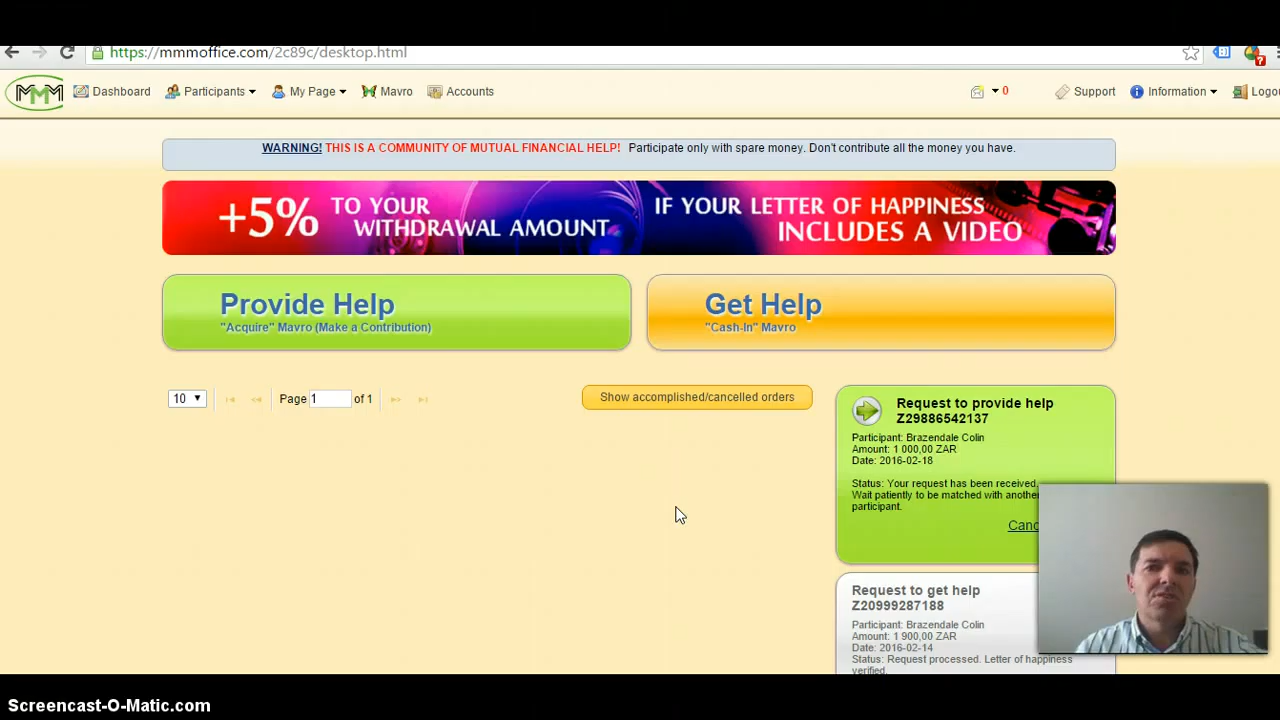 https://mmmoffice.com/2c89c/desktop.html
MMM Dashboard Participants My Page Mavro Accounts 0 Support Information Logo
WARNING! THIS IS A COMMUNITY OF MUTUAL FINANCIAL HELP! Participate only with spare money. Don't contribute all the money you have.
+5% TO YOUR
WITHDRAWAL AMOUNT
IF YOUR LETTER OF HAPPINESS
INCLUDES A VIDEO
Provide Help
"Acquire" Mavro (Make a Contribution)
Get Help
"Cash-In" Mavro
10 Page 1 of 1 Show accomplished/cancelled orders
Request to provide help
Z29886542137
Participant: Brazendale Colin
Amount: 1 000,00 ZAR
Date: 2016-02-18
Status: Your request has been received.
Wait patiently to be matched with another
participant.
Canc
Request to get help
Z20999287188
Participant: Brazendale Colin
Amount: 1 900,00 ZAR
Date: 2016-02-14
Status: Request processed. Letter of happiness
verified.
Screencast-O-Matic.com